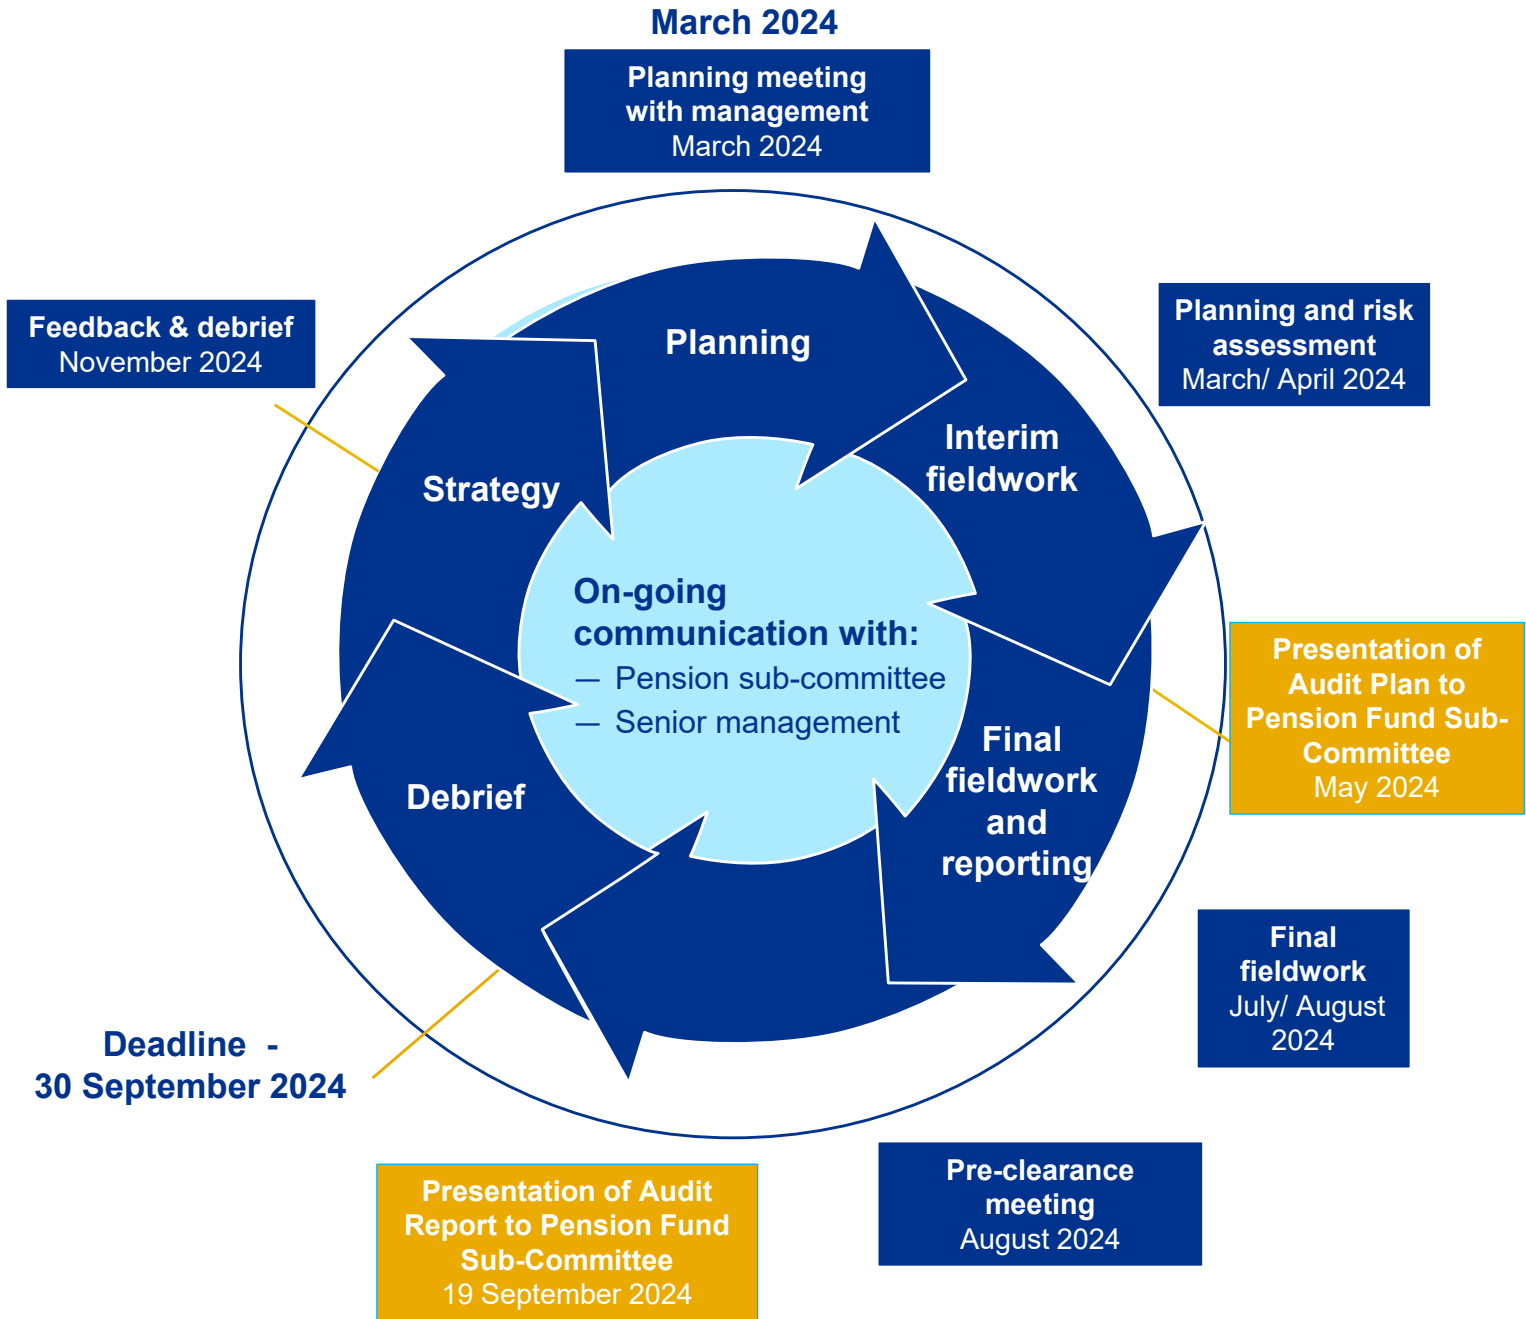 March 2024
Planning meeting
with management
March 2024
Feedback & debrief
November 2024
Planning and risk
assessment
March/ April 2024
Planning
Interim
fieldwork
Strategy
On-going
communication with:
— Pension sub-committee
— Senior management
Presentation of
Audit Plan to
Pension Fund Sub-
Committee
May 2024
Final
fieldwork
and
reporting
Debrief
Final
fieldwork
July/ August
2024
Deadline -
30 September 2024
Pre-clearance
meeting
August 2024
Presentation of Audit
Report to Pension Fund
Sub-Committee
19 September 2024